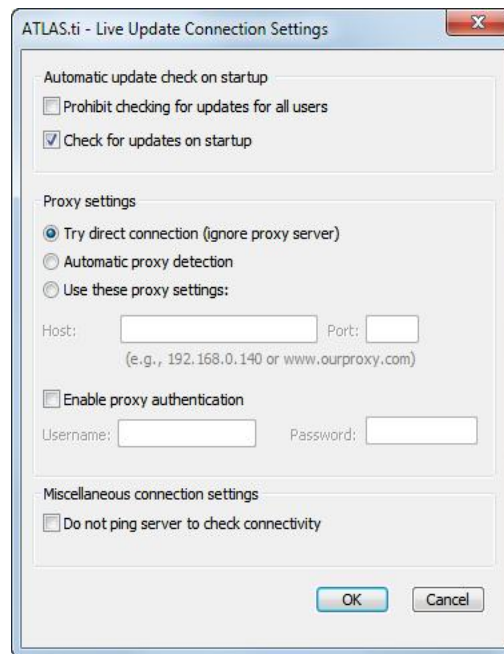 ATLAS.ti - Live Update Connection Settings
Automatic update check on startup
Prohibit checking for updates for all users
Check for updates on startup
Proxy settings
Try direct connection (ignore proxy server)
Automatic proxy detection
Use these proxy settings:
Host: Port:
(e.g., 192.168.0.140 or www.ourproxy.com)
Enable proxy authentication
Username: Password:
Miscellaneous connection settings
Do not ping server to check connectivity
OK Cancel